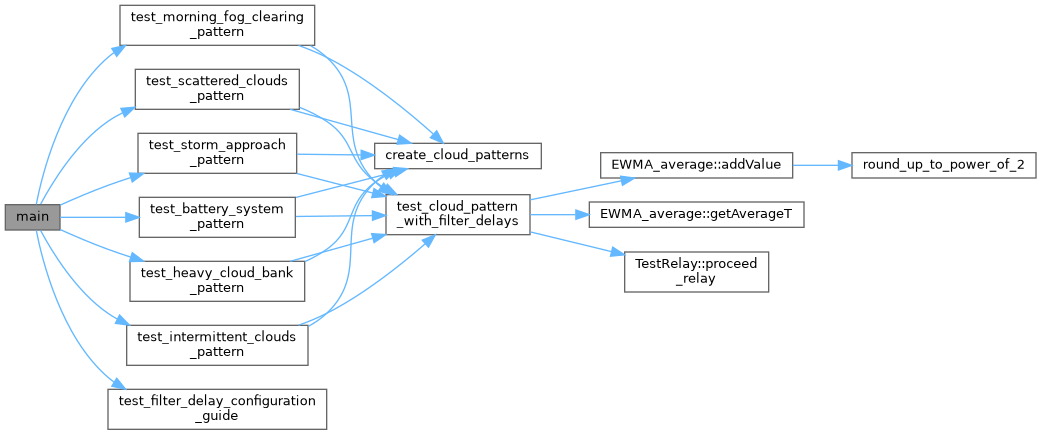 main
test_morning_fog_clearing
_pattern
test_scattered_clouds
_pattern
test_storm_approach
_pattern
test_battery_system
_pattern
test_heavy_cloud_bank
_pattern
test_intermittent_clouds
_pattern
test_filter_delay_configuration
_guide
create_cloud_patterns
test_cloud_pattern
_with_filter_delays
EWMA_average::addValue
EWMA_average::getAverageT
TestRelay::proceed
_relay
round_up_to_power_of_2